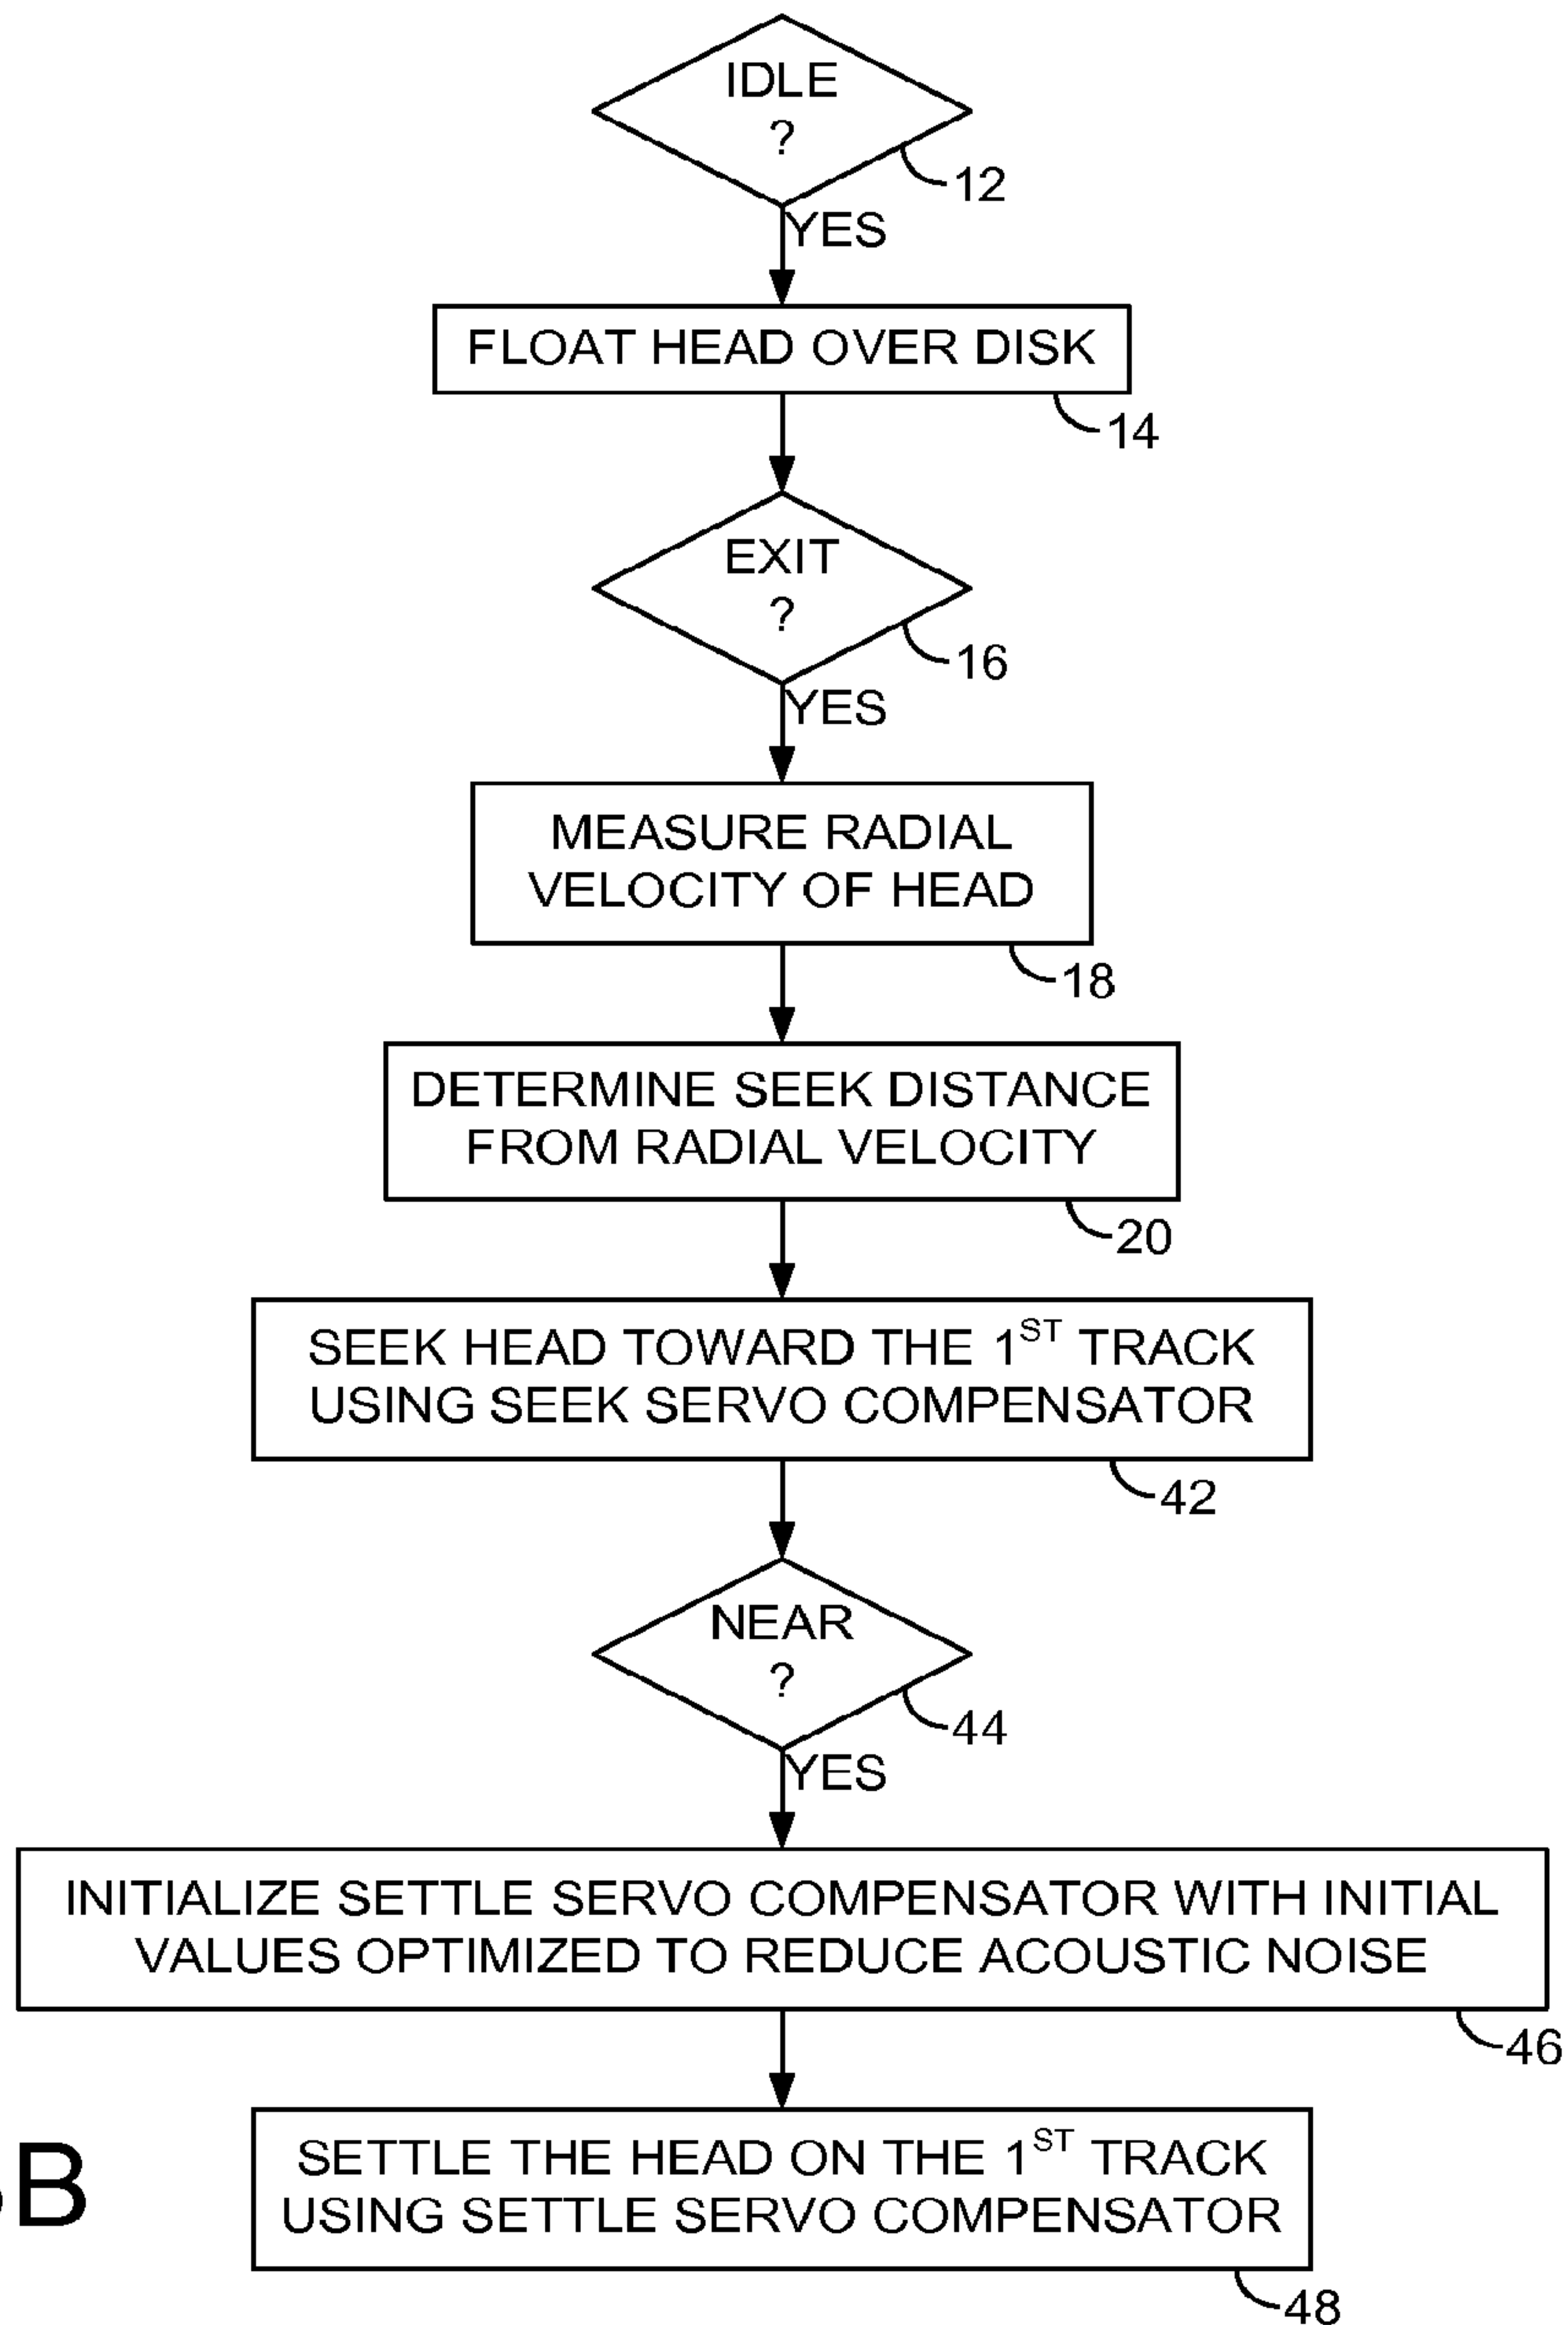 IDLE
?
12
YES
FLOAT HEAD OVER DISK
14
EXIT
?
16
YES
MEASURE RADIAL
VELOCITY OF HEAD
18
DETERMINE SEEK DISTANCE
FROM RADIAL VELOCITY
20
SEEK HEAD TOWARD THE 1ST TRACK
USING SEEK SERVO COMPENSATOR
42
NEAR
?
44
YES
INITIALIZE SETTLE SERVO COMPENSATOR WITH INITIAL
VALUES OPTIMIZED TO REDUCE ACOUSTIC NOISE
46
SETTLE THE HEAD ON THE 1ST TRACK
USING SETTLE SERVO COMPENSATOR
48
B